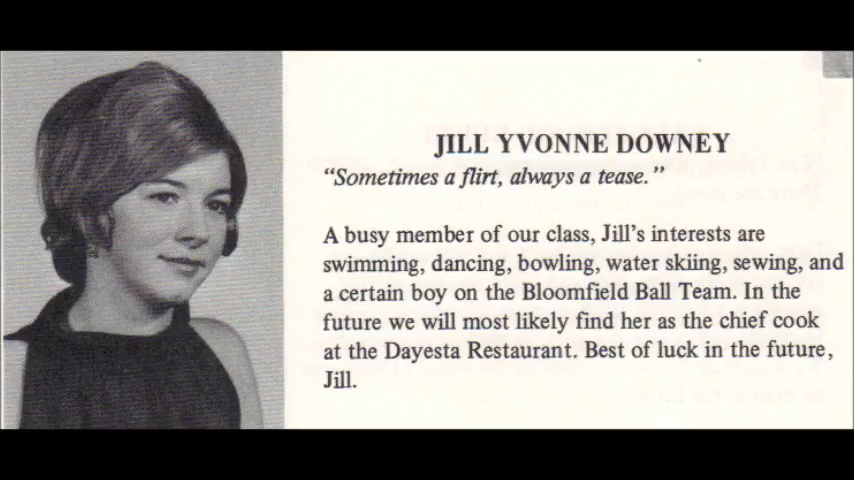 JILL YVONNE DOWNEY
“Sometimes a flirt, always a tease.”
A busy member of our class, Jill’s interests are
swimming, dancing, bowling, water skiing, sewing, and
a certain boy on the Bloomfield Ball Team. In the
future we will most likely find her as the chief cook
at the Dayesta Restaurant. Best of luck in the future,
Jill.